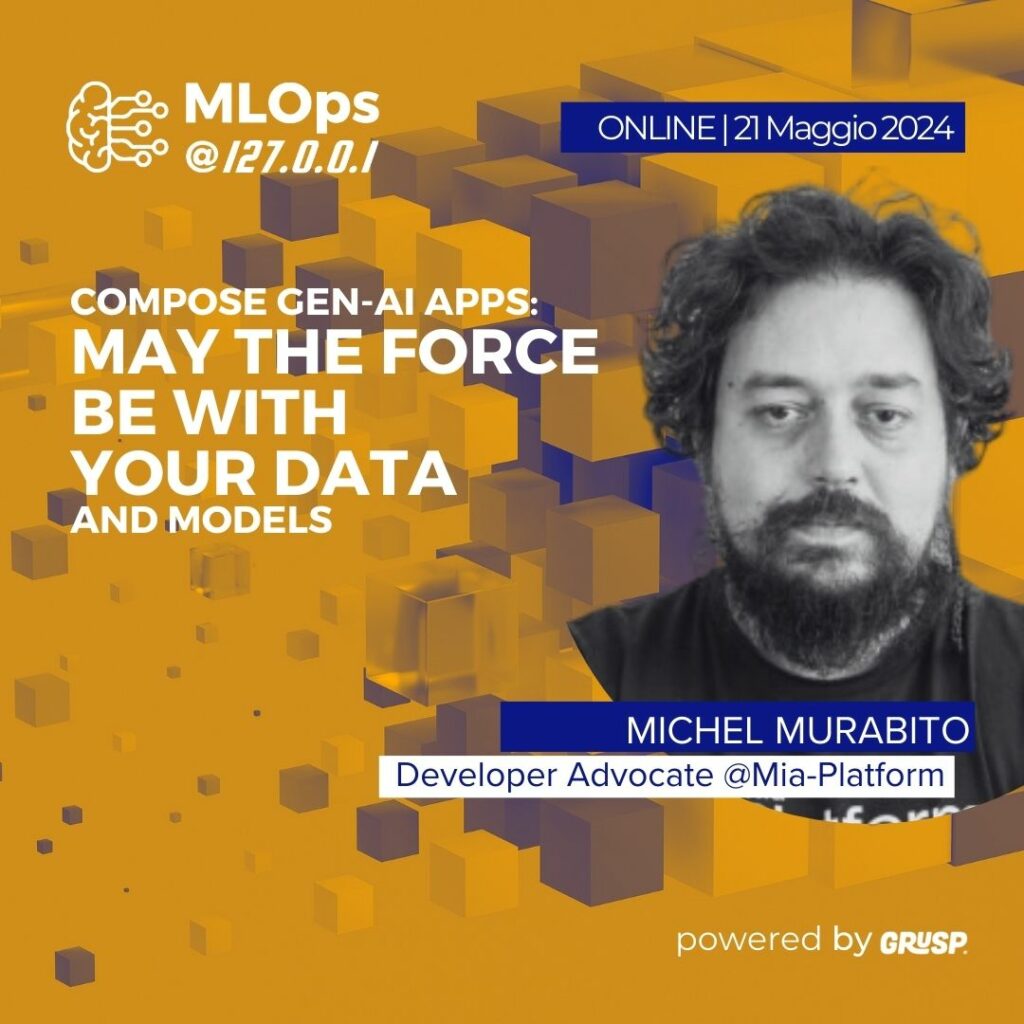 MLOps
@127.0.0.1
ONLINE | 21 Maggio 2024
COMPOSE GEN-AI APPS:
MAY THE FORCE
BE WITH
YOUR DATA
AND MODELS
MICHEL MURABITO
Developer Advocate @Mia-Platform
powered by GRUSP